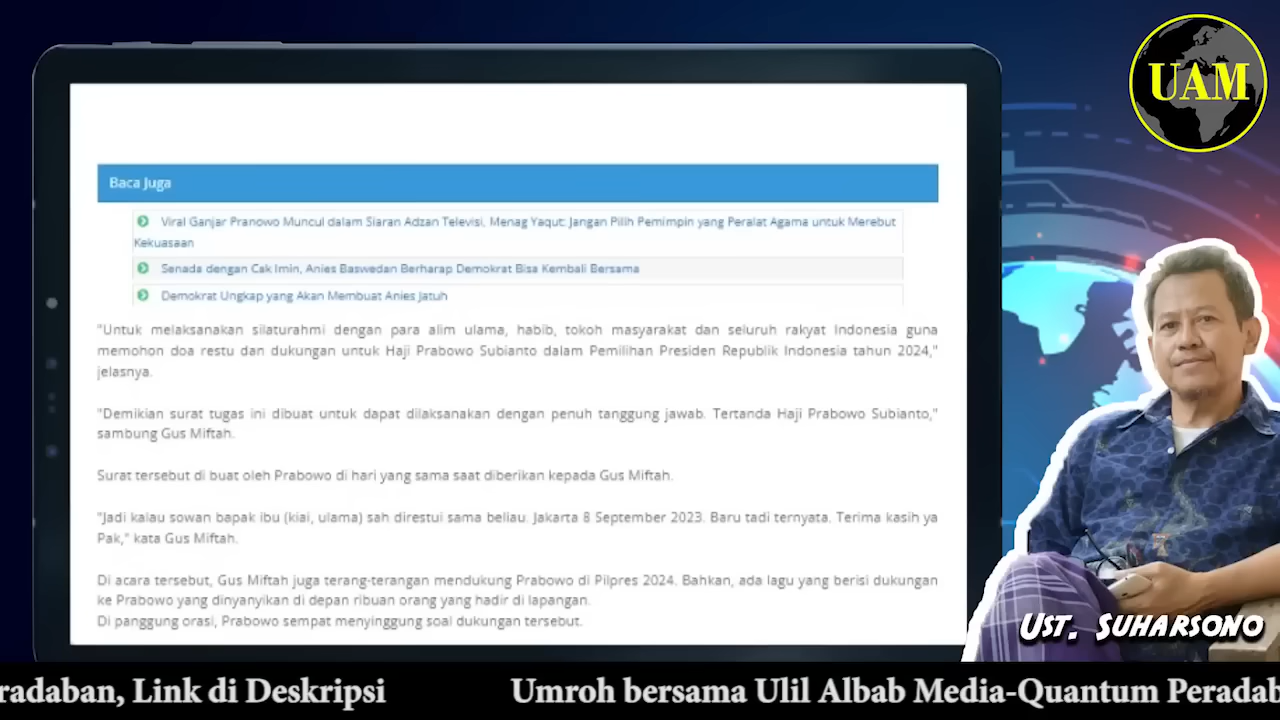 UAM
Baca Juga
Viral Ganjar Pranowo Muncul dalam Siaran Adzan Televisi, Menag Yaqut: Jangan Pilih Pemimpin yang Peralat Agama untuk Merebut
Kekuasaan
Senada dengan Cak Imin, Anies Baswedan Berharap Demokrat Bisa Kembali Bersama
Demokrat Ungkap yang Akan Membuat Anies Jatuh
"Untuk melaksanakan silaturahmi dengan para alim ulama, habib, tokoh masyarakat dan seluruh rakyat Indonesia guna
memohon doa restu dan dukungan untuk Haji Prabowo Subianto dalam Pemilihan Presiden Republik Indonesia tahun 2024,"
jelasnya.
"Demikian surat tugas ini dibuat untuk dapat dilaksanakan dengan penuh tanggung jawab. Tertanda Haji Prabowo Subianto,"
sambung Gus Miftah.
Surat tersebut di buat oleh Prabowo di hari yang sama saat diberikan kepada Gus Miftah.
"Jadi kalau sowan bapak ibu (kiai, ulama) sah direstui sama beliau. Jakarta 8 September 2023. Baru tadi ternyata. Terima kasih ya
Pak," kata Gus Miftah.
Di acara tersebut, Gus Miftah juga terang-terangan mendukung Prabowo di Pilpres 2024. Bahkan, ada lagu yang berisi dukungan
ke Prabowo yang dinyanyikan di depan ribuan orang yang hadir di lapangan.
Di panggung orasi, Prabowo sempat menyinggung soal dukungan tersebut.
UST. SUHARSONO
radaban, Link di Deskripsi Umroh bersama Ulil Albab Media-Quantum Peradab